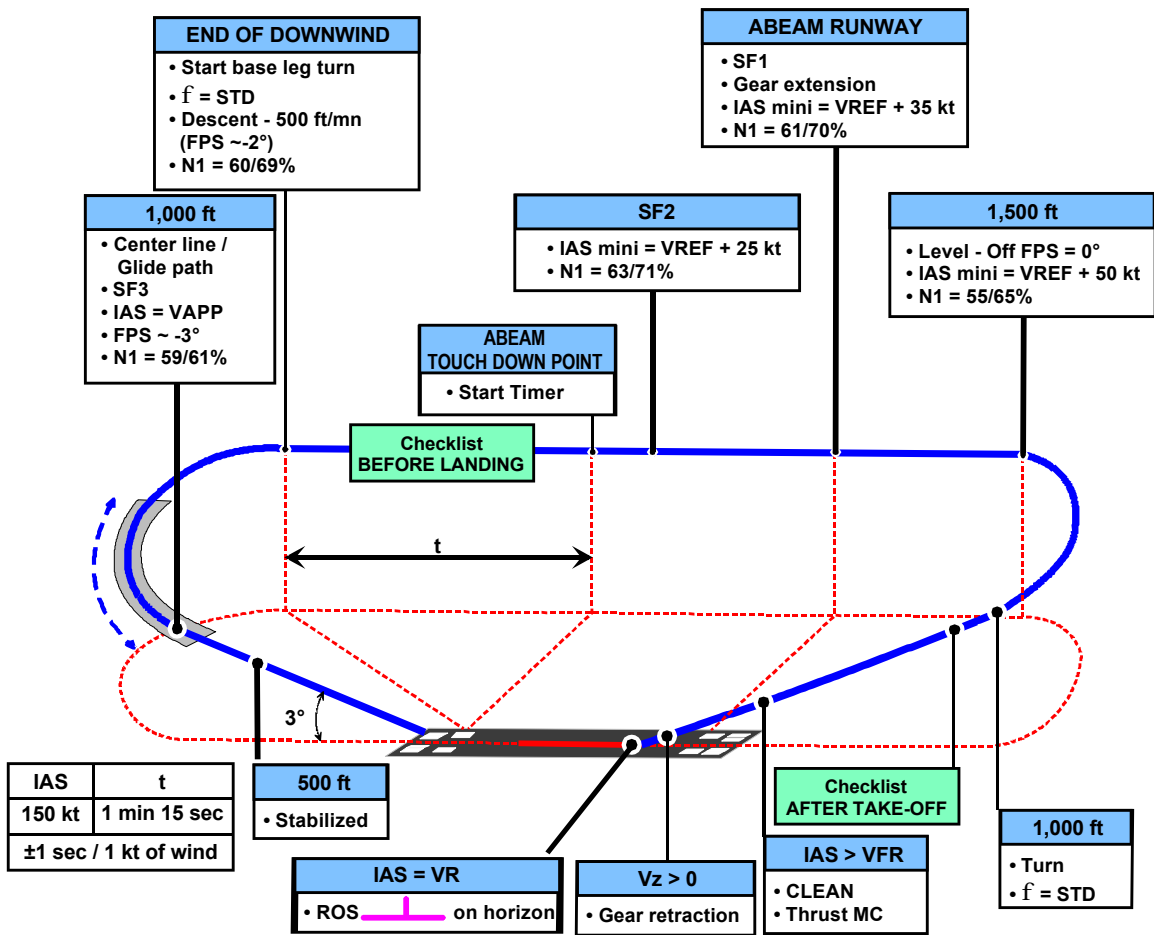 END OF DOWNWIND
• Start base leg turn
• f = STD
• Descent - 500 ft/mn
(FPS ~-2°)
• N1 = 60/69%
ABEAM RUNWAY
• SF1
• Gear extension
• IAS mini = VREF + 35 kt
• N1 = 61/70%
1,000 ft
• Center line /
Glide path
• SF3
• IAS = VAPP
• FPS ~ -3°
• N1 = 59/61%
SF2
• IAS mini = VREF + 25 kt
• N1 = 63/71%
1,500 ft
• Level - Off FPS = 0°
• IAS mini = VREF + 50 kt
• N1 = 55/65%
ABEAM
TOUCH DOWN POINT
• Start Timer
Checklist
BEFORE LANDING
t
3°
IAS t
150 kt 1 min 15 sec
±1 sec / 1 kt of wind
500 ft
• Stabilized
IAS = VR
• ROS on horizon
Vz > 0
• Gear retraction
IAS > VFR
• CLEAN
• Thrust MC
Checklist
AFTER TAKE-OFF
1,000 ft
• Turn
• f = STD